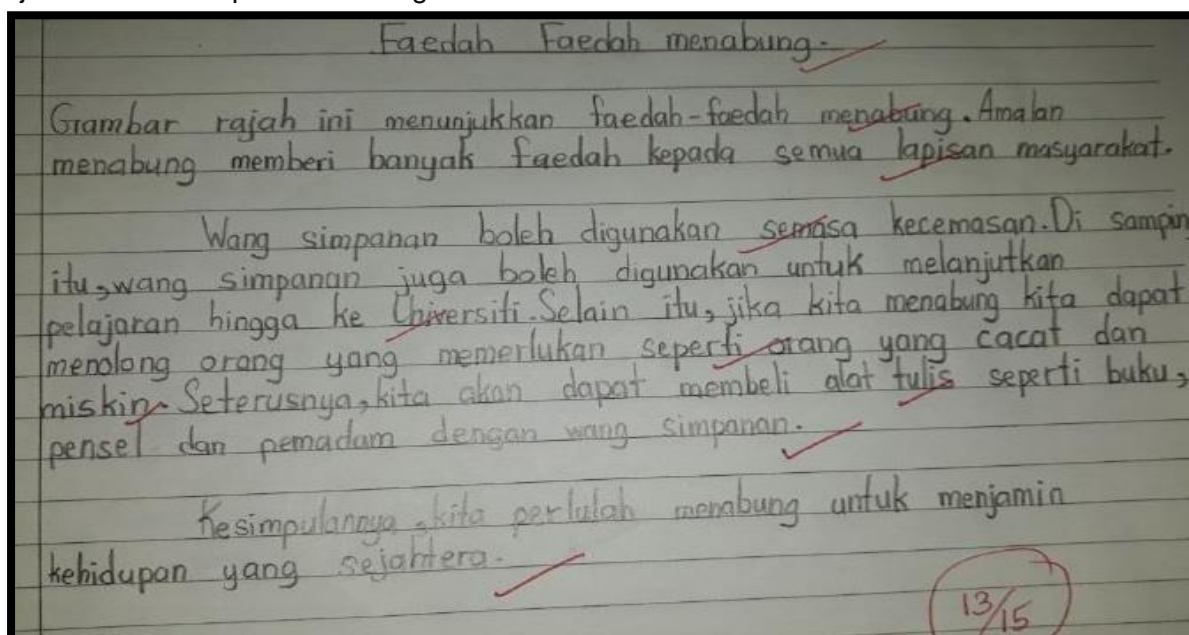 Faedah Faedah menabung.
Gambar rajah ini menunjukkan faedah-faedah menabung. Amalan
menabung memberi banyak faedah kepada semua lapisan masyarakat.
Wang simpanan boleh digunakan semasa kecemasan. Di samping
itu, wang simpanan juga boleh digunakan untuk melanjutkan
pelajaran hingga ke Universiti. Selain itu, jika kita menabung kita dapat
menolong orang yang memerlukan seperti orang yang cacat dan
miskin. Seterusnya, kita akan dapat membeli alat tulis seperti buku,
pensel dan pemadam dengan wang simpanan.
Kesimpulannya, kita perlulah menabung untuk menjamin
kehidupan yang sejahtera.
13/15